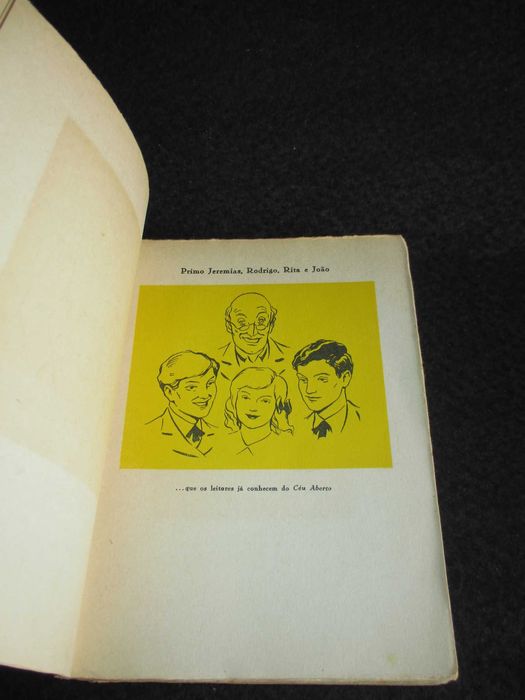 Primo Jeremias, Rodrigo, Rita e João
...que os leitores já conhecem do Céu Aberto